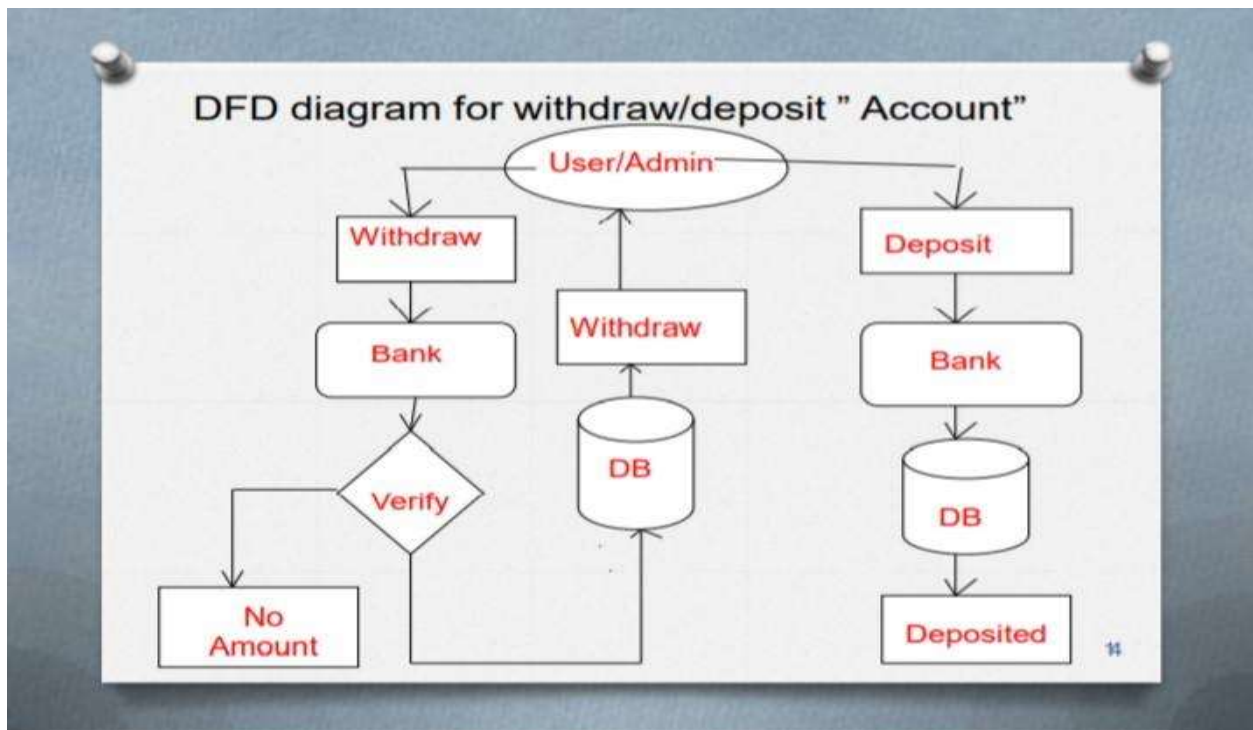 DFD diagram for withdraw/deposit ” Account”
User/Admin
Withdraw
Bank
Verify
No
Amount
DB
Withdraw
Deposit
Bank
DB
Deposited
14